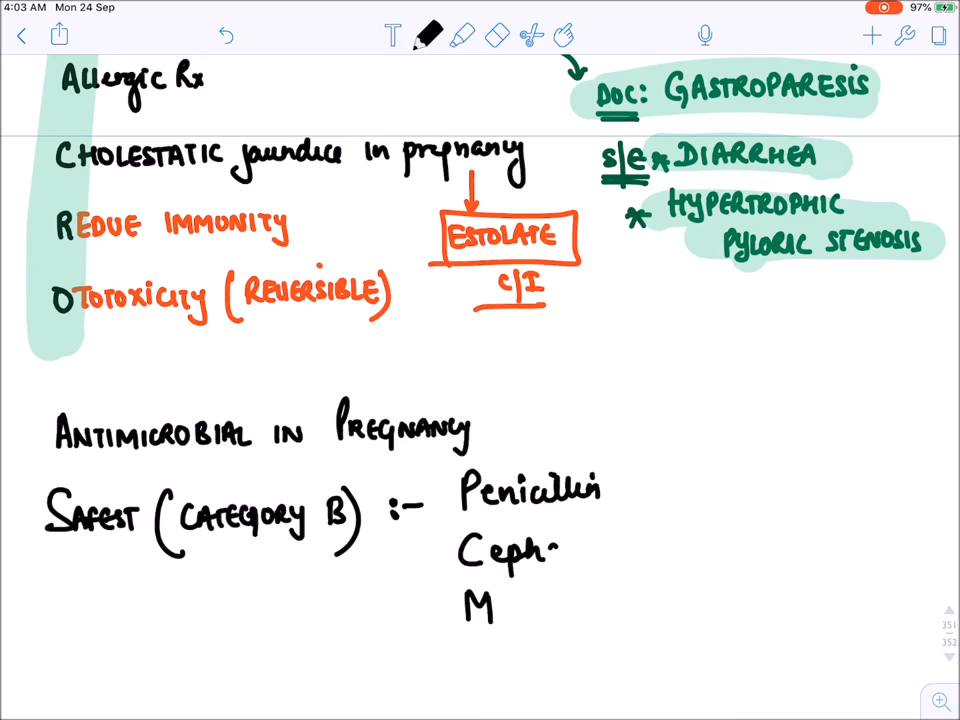 4:03 AM Mon 24 Sep
97%
T
Allergic Rx
CHOLESTATIC jaundice in pregnancy
REDUE IMMUNITY
ESTOLATE
C/I
OTOTOXICITY (REVERSIBLE)
DOC: GASTROPARESIS
S/E * DIARRHEA
* HYPERTROPHIC
PYLORIC STENOSIS
ANTIMICROBIAL IN PREGNANCY
SAFEST (CATEGORY B) :- Penicillin
Ceph-
M
351
352